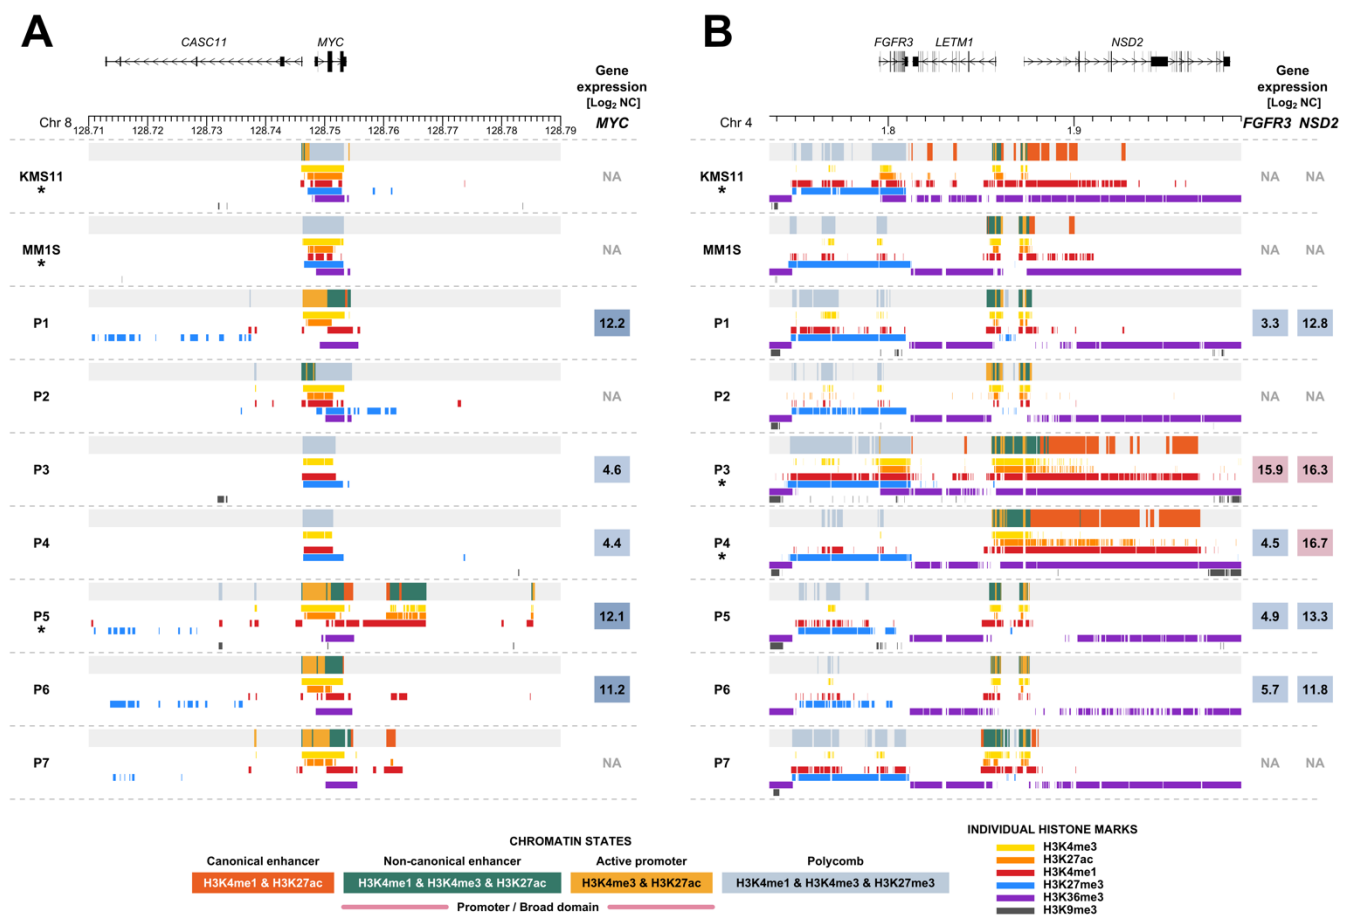 A
CASC11
MYC
Gene
expression
[Log₂ NC]
MYC
Chr 8
128.71 128.72 128.73 128.74 128.75 128.76 128.77 128.78 128.79
KMS11
*
NA
MM1S
*
NA
P1
12.2
P2
NA
P3
4.6
P4
4.4
P5
*
12.1
P6
11.2
P7
NA
B
FGFR3 LETM1 NSD2
Gene
expression
[Log₂ NC]
FGFR3 NSD2
Chr 4
1.8 1.9
KMS11
*
NA NA
MM1S
*
NA NA
P1
3.3 12.8
P2
NA NA
P3
*
15.9 16.3
P4
*
4.5 16.7
P5
4.9 13.3
P6
5.7 11.8
P7
NA NA
CHROMATIN STATES
Canonical enhancer Non-canonical enhancer Active promoter Polycomb
H3K4me1 & H3K27ac H3K4me1 & H3K4me3 & H3K27ac H3K4me3 & H3K27ac H3K4me1 & H3K4me3 & H3K27me3
Promoter / Broad domain
INDIVIDUAL HISTONE MARKS
H3K4me3
H3K27ac
H3K4me1
H3K27me3
H3K36me3
H3K9me3